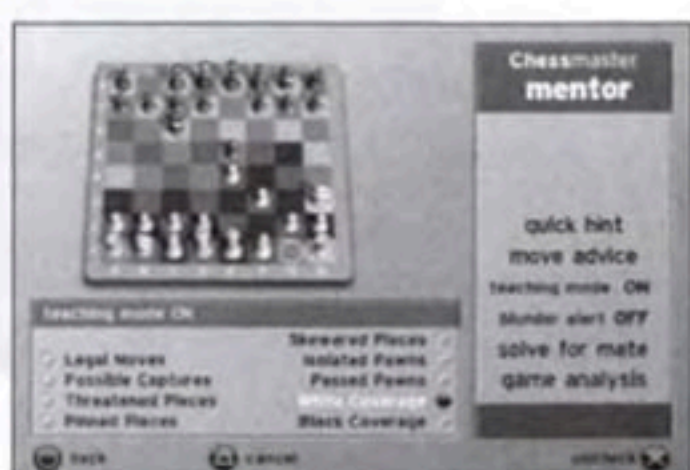 Chessmaster
mentor
quick hint
move advice
teaching mode ON
blunder alert OFF
solve for mate
game analysis
teaching mode ON
Legal Moves
Possible Captures
Threatened Pieces
Pinned Pieces
Skewered Pieces
Isolated Pawns
Passed Pawns
White Coverage
Black Coverage
back
cancel